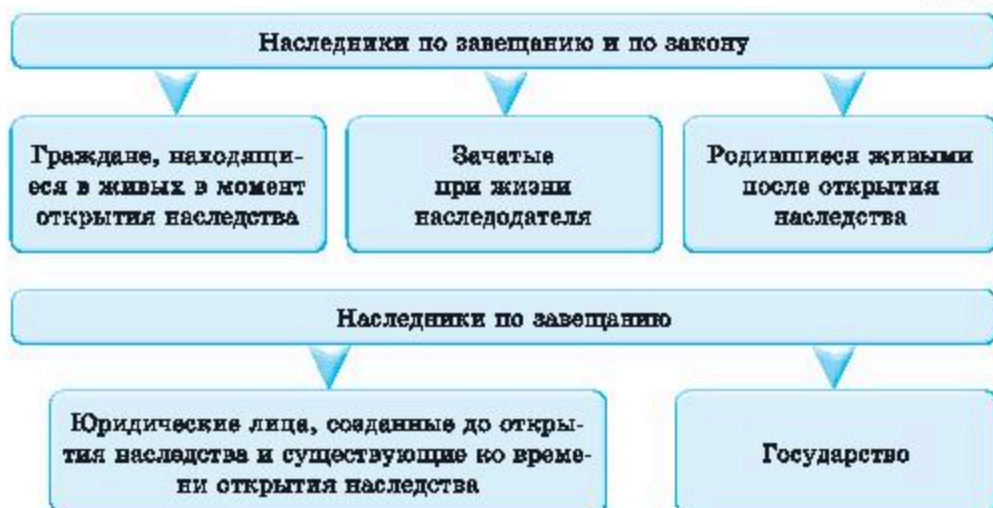 Наследники по завещанию и по закону
Граждане, находящи-
еся в живых в момент
открытия наследства
Зачатые
при жизни
наследодателя
Родившиеся живыми
после открытия
наследства
Наследники по завещанию
Юридические лица, созданные до откры-
тия наследства и существующие ко време-
ни открытия наследства
Государство